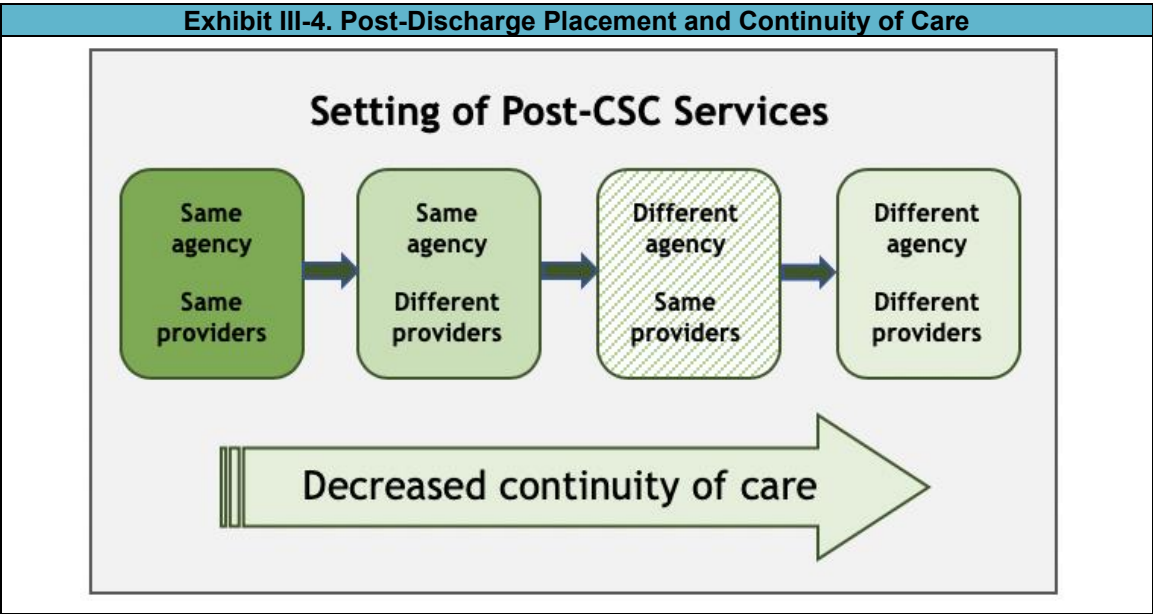 Exhibit III-4. Post-Discharge Placement and Continuity of Care
Setting of Post-CSC Services
Same
agency
Same
providers
Same
agency
Different
providers
Different
agency
Same
providers
Different
agency
Different
providers
Decreased continuity of care